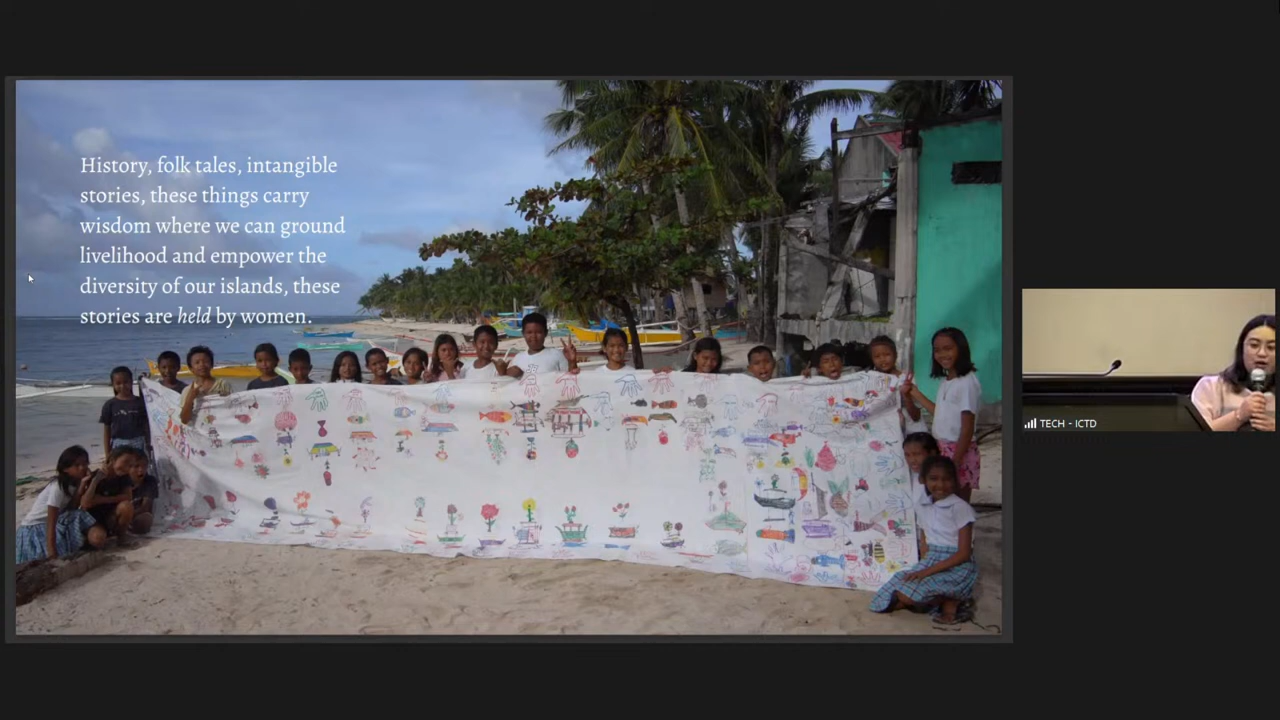 History, folk tales, intangible
stories, these things carry
wisdom where we can ground
livelihood and empower the
diversity of our islands, these
stories are held by women.
TECH - ICTD